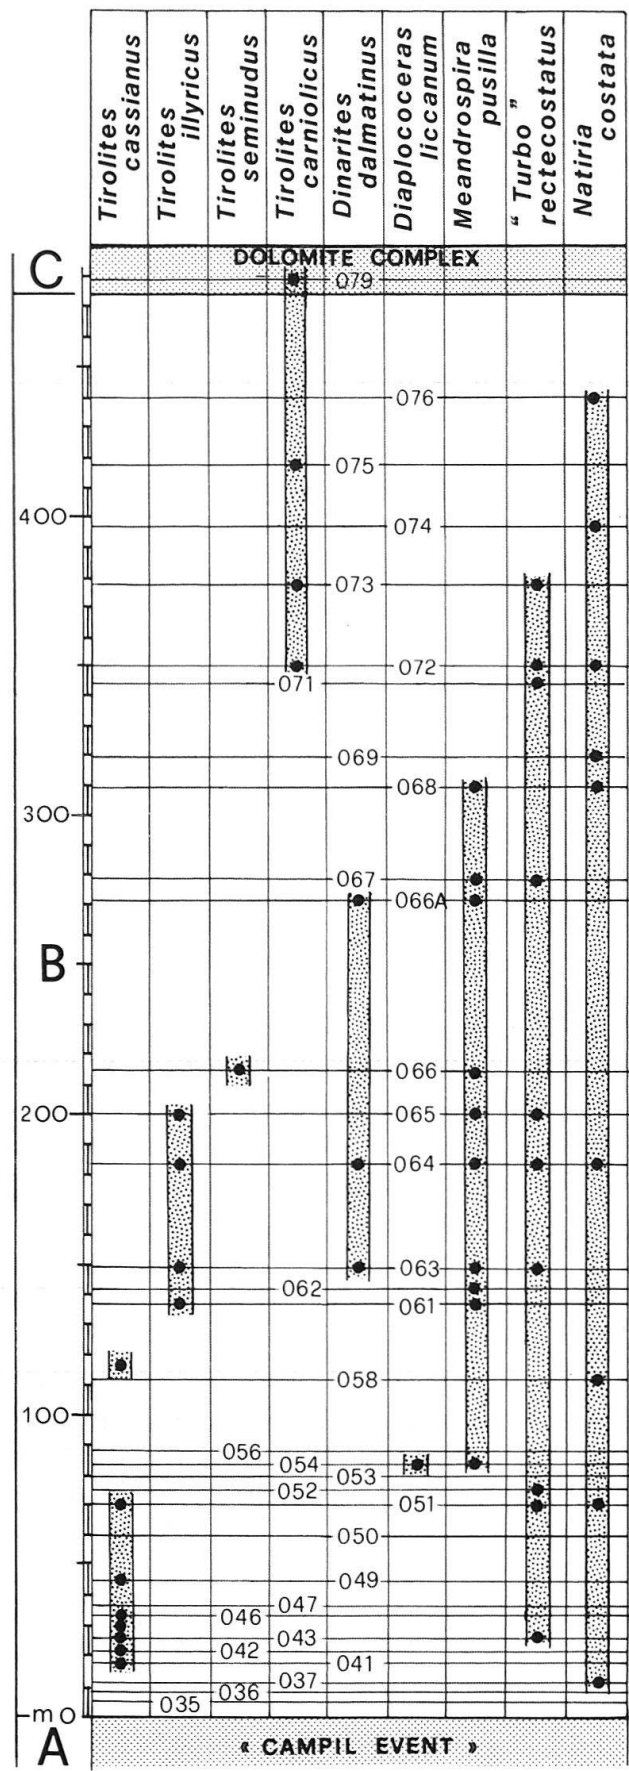 Tirolites
cassianus
Tirolites
illyricus
Tirolites
seminudus
Tirolites
carniolicus
Dinarites
dalmatinus
Diaplococeras
liccanum
Meandrospira
pusilla
“Turbo”
rectecostatus
Natiria
costata
C
DOLOMITE COMPLEX
079
076
075
400
074
073
072
071
069
068
300
067
066A
B
066
200
065
064
063
062
061
058
100
056
054
053
052
051
050
049
047
046
043
042
041
037
036
035
m 0
A
« CAMPIL EVENT »